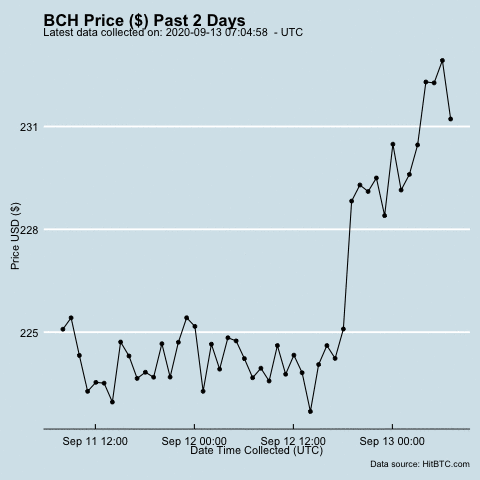 BCH Price ($) Past 2 Days
Latest data collected on: 2020-09-13 07:04:58  - UTC
231
228
225
Price USD ($)
Sep 11 12:00 Sep 12 00:00 Sep 12 12:00 Sep 13 00:00
Date Time Collected (UTC)
Data source: HitBTC.com